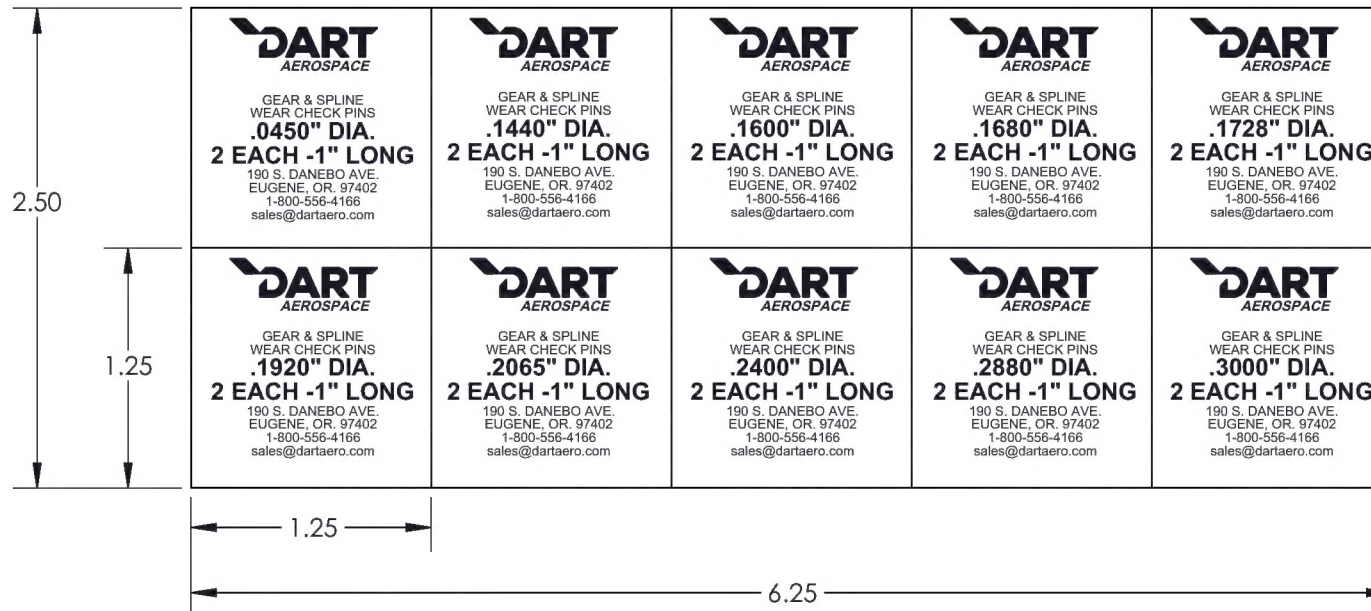 2.50
1.25
DART
AEROSPACE
GEAR & SPLINE
WEAR CHECK PINS
.0450" DIA.
2 EACH -1" LONG
190 S. DANEBO AVE.
EUGENE, OR. 97402
1-800-556-4166
sales@dartaero.com
DART
AEROSPACE
GEAR & SPLINE
WEAR CHECK PINS
.1440" DIA.
2 EACH -1" LONG
190 S. DANEBO AVE.
EUGENE, OR. 97402
1-800-556-4166
sales@dartaero.com
DART
AEROSPACE
GEAR & SPLINE
WEAR CHECK PINS
.1600" DIA.
2 EACH -1" LONG
190 S. DANEBO AVE.
EUGENE, OR. 97402
1-800-556-4166
sales@dartaero.com
DART
AEROSPACE
GEAR & SPLINE
WEAR CHECK PINS
.1680" DIA.
2 EACH -1" LONG
190 S. DANEBO AVE.
EUGENE, OR. 97402
1-800-556-4166
sales@dartaero.com
DART
AEROSPACE
GEAR & SPLINE
WEAR CHECK PINS
.1728" DIA.
2 EACH -1" LONG
190 S. DANEBO AVE.
EUGENE, OR. 97402
1-800-556-4166
sales@dartaero.com
DART
AEROSPACE
GEAR & SPLINE
WEAR CHECK PINS
.1920" DIA.
2 EACH -1" LONG
190 S. DANEBO AVE.
EUGENE, OR. 97402
1-800-556-4166
sales@dartaero.com
DART
AEROSPACE
GEAR & SPLINE
WEAR CHECK PINS
.2065" DIA.
2 EACH -1" LONG
190 S. DANEBO AVE.
EUGENE, OR. 97402
1-800-556-4166
sales@dartaero.com
DART
AEROSPACE
GEAR & SPLINE
WEAR CHECK PINS
.2400" DIA.
2 EACH -1" LONG
190 S. DANEBO AVE.
EUGENE, OR. 97402
1-800-556-4166
sales@dartaero.com
DART
AEROSPACE
GEAR & SPLINE
WEAR CHECK PINS
.2880" DIA.
2 EACH -1" LONG
190 S. DANEBO AVE.
EUGENE, OR. 97402
1-800-556-4166
sales@dartaero.com
DART
AEROSPACE
GEAR & SPLINE
WEAR CHECK PINS
.3000" DIA.
2 EACH -1" LONG
190 S. DANEBO AVE.
EUGENE, OR. 97402
1-800-556-4166
sales@dartaero.com
1.25
6.25